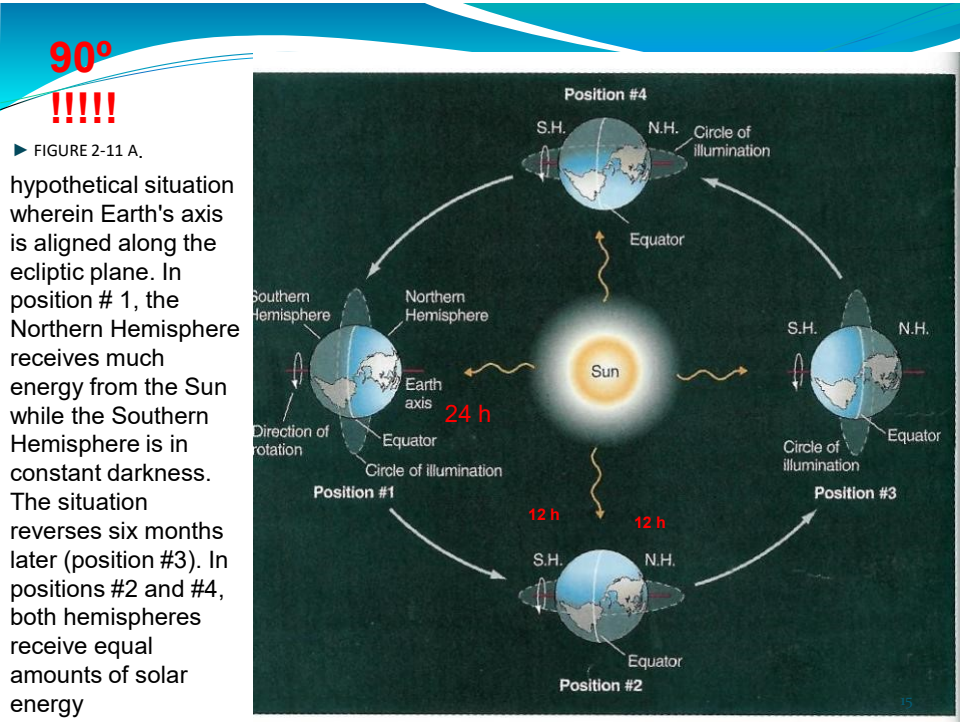 90º
!!!!!
► FIGURE 2-11 A.
hypothetical situation
wherein Earth's axis
is aligned along the
ecliptic plane. In
position # 1, the
Northern Hemisphere
receives much
energy from the Sun
while the Southern
Hemisphere is in
constant darkness.
The situation
reverses six months
later (position #3). In
positions #2 and #4,
both hemispheres
receive equal
amounts of solar
energy
Position #4
S.H.
N.H.
Circle of
illumination
Equator
Southern
Hemisphere
Northern
Hemisphere
Earth
axis
24 h
Direction of
rotation
Equator
Circle of illumination
Position #1
Sun
S.H.
N.H.
Equator
Circle of
illumination
Position #3
12 h
12 h
S.H.
N.H.
Equator
Position #2
15